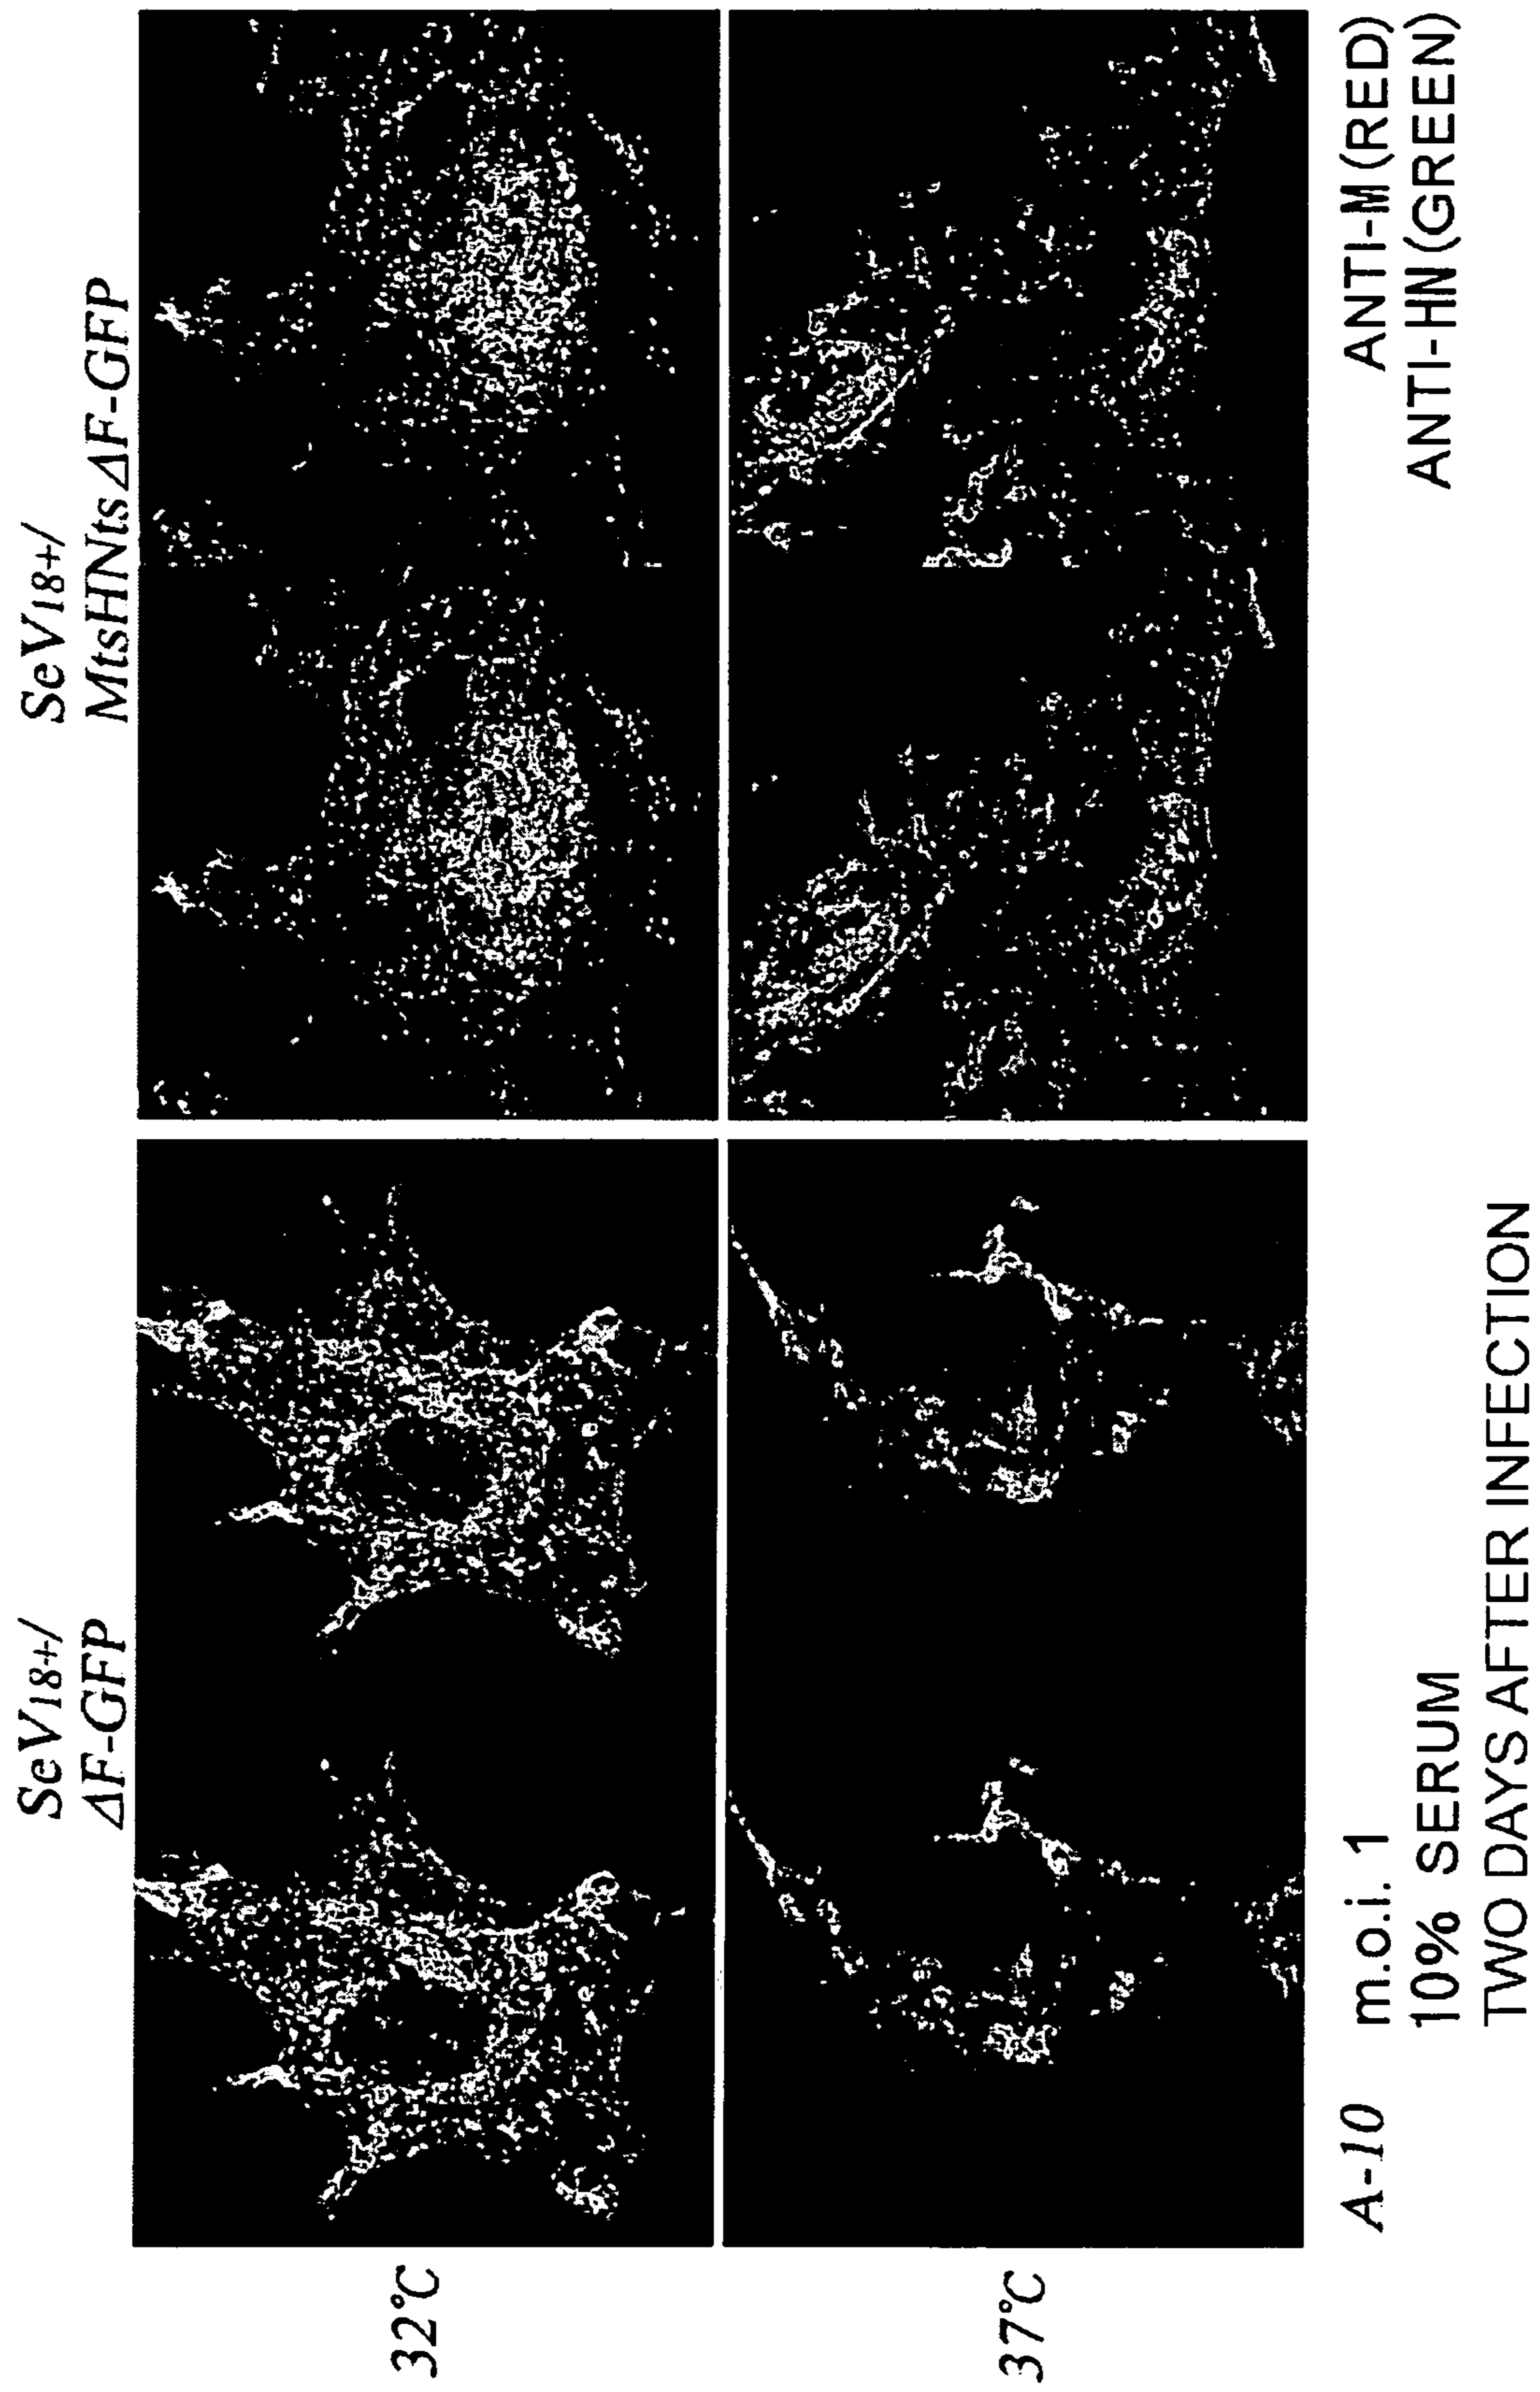 SeV18+/
ΔF-GFP
SeV18+/
MtsHNtsΔF-GFP
32°C
37°C
A-10 m.o.i. 1
10% SERUM
TWO DAYS AFTER INFECTION
ANTI-M (RED)
ANTI-HN (GREEN)